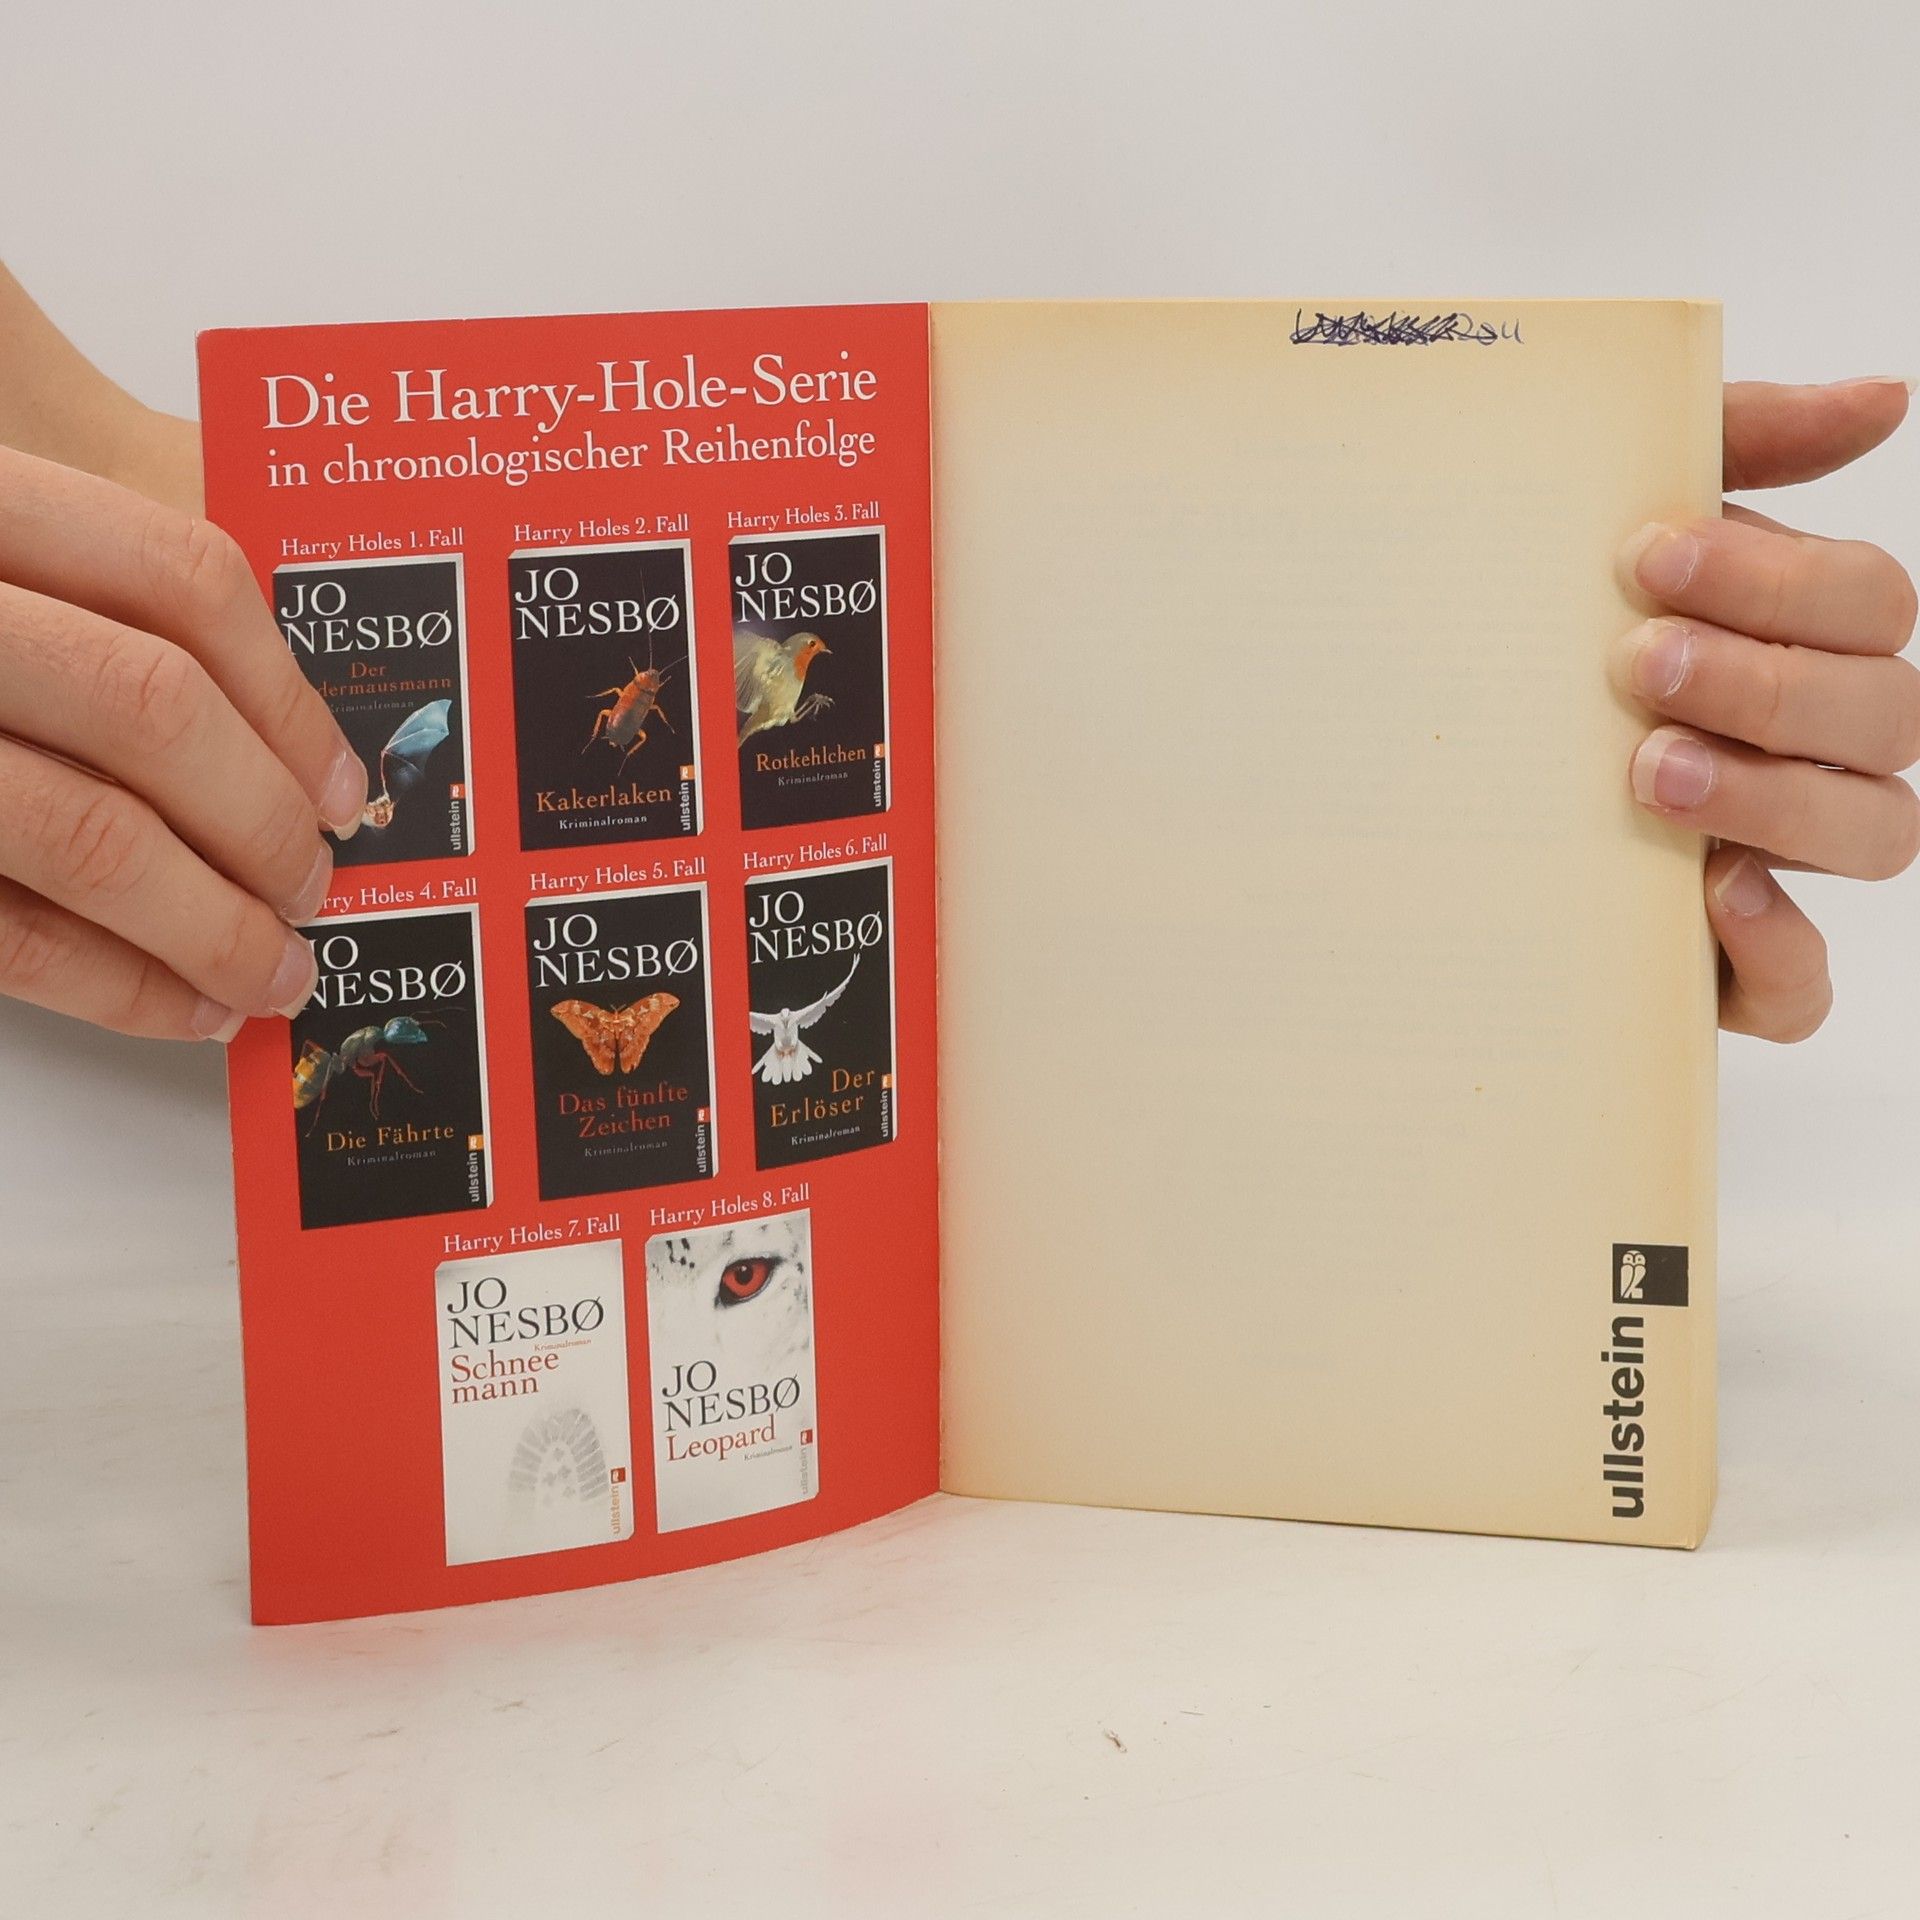 Die Harry-Hole-Serie
in chronologischer Reihenfolge
Harry Holes 1. Fall
JO
NESBØ
Der
dermausmann
Kriminalroman
ullstein
Harry Holes 2. Fall
JO
NESBØ
Kakerlaken
Kriminalroman
ullstein
Harry Holes 3. Fall
JO
NESBØ
Rotkehlchen
Kriminalroman
ullstein
rry Holes 4. Fall
JO
NESBØ
Die Fährte
Kriminalroman
ullstein
Harry Holes 5. Fall
JO
NESBØ
Das fünfte
Zeichen
Kriminalroman
ullstein
Harry Holes 6. Fall
JO
NESBØ
Der
Erlöser
Kriminalroman
ullstein
Harry Holes 7. Fall
JO
NESBØ
Kriminalroman
Schnee
mann
ullstein
Harry Holes 8. Fall
JO
NESBØ
Leopard
Kriminalroman
ullstein
ullstein